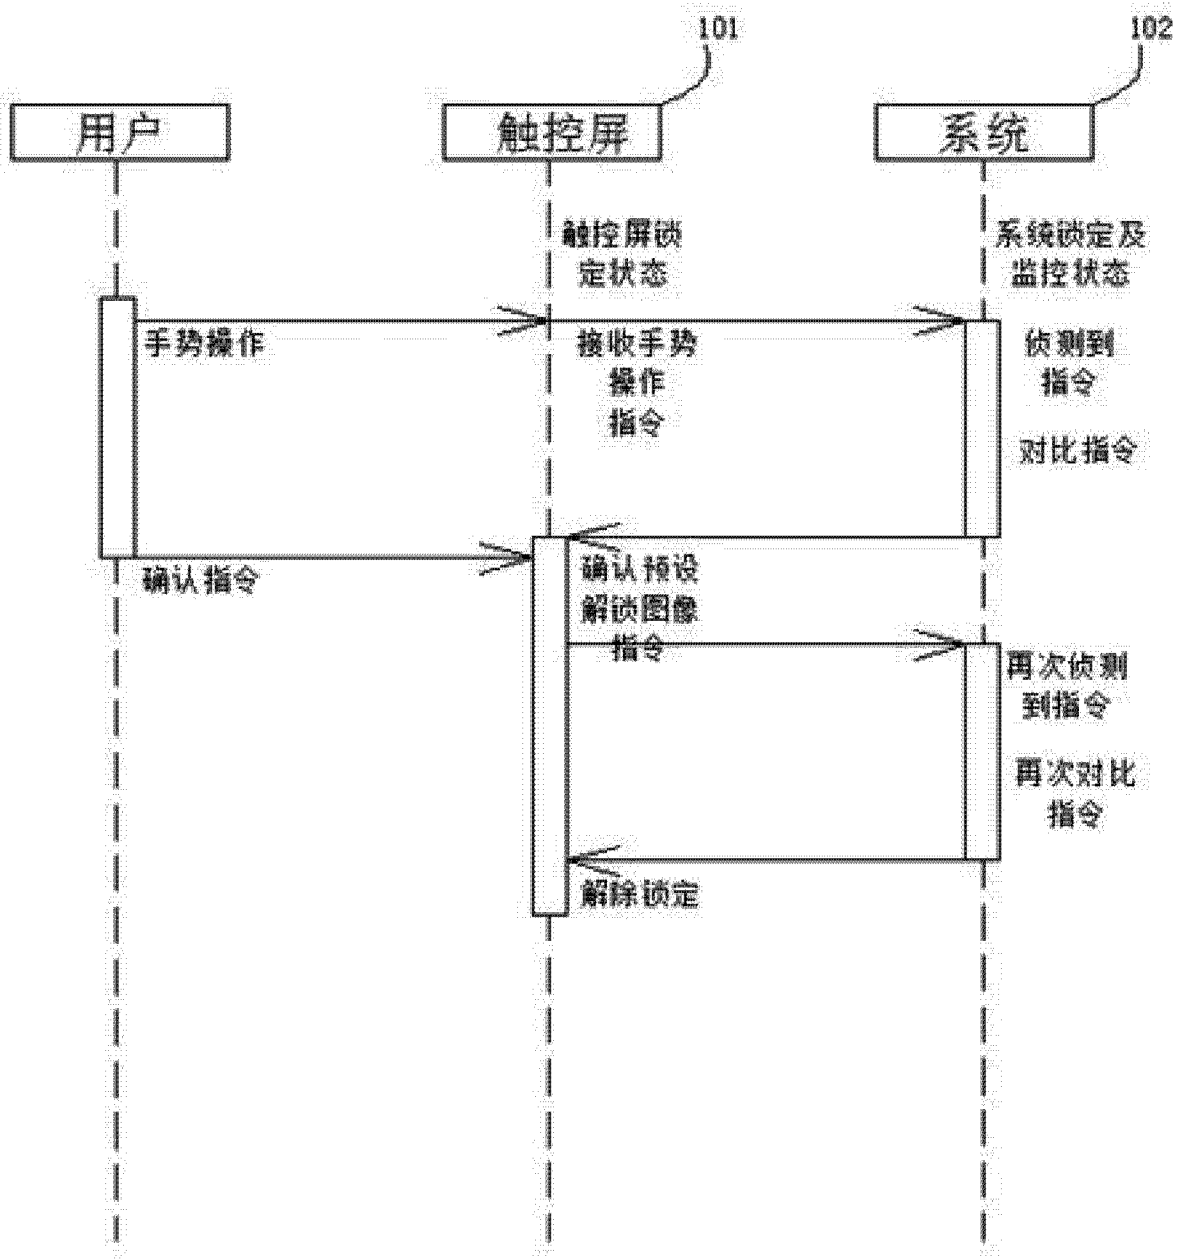 101
102
用户
触控屏
系统
触控屏锁
定状态
系统锁定及
监控状态
手势操作
接收手势
操作
指令
侦测到
指令
对比指令
确认指令
确认预设
解锁图像
指令
再次侦测
到指令
再次对比
指令
解除锁定